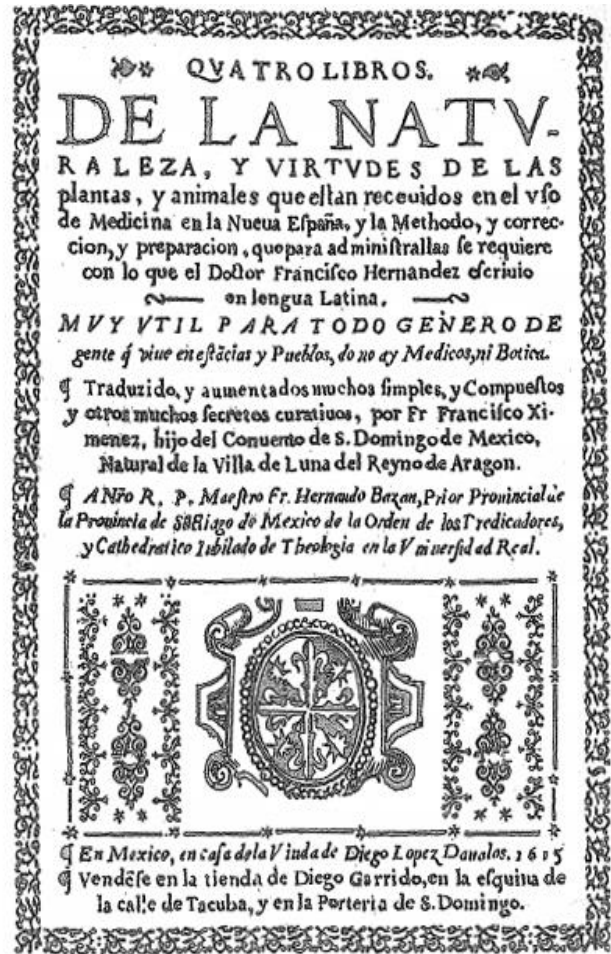 QVATRO LIBROS.
DE LA NATV-
RALEZA, Y VIRTVDES DE LAS
plantas, y animales que eſtan receuidos en el vſo
de Medicina en la Nueua Eſpaña, y la Methodo, y correc-
cion, y preparacion, que para adminiſtrallas ſe requiere
con lo que el Doctor Franciſco Hernandez eſcriuio
en lengua Latina.
MVY VTIL PARA TODO GENERO DE
gente q̃ viue en eſtãcias y Pueblos, do no ay Medicos, ni Botica.
¶ Traduzido, y aumentados muchos ſimples, y Compueſtos
y otros muchos ſecretos curatiuos, por Fr Franciſco Xi-
menez, hijo del Conuento de S. Domingo de Mexico,
Natural de la Villa de Luna del Reyno de Aragon.
¶ A Nr̃o R. P. Maeſtro Fr. Hernando Bazan, Prior Prouincial de
la Prouincia de Sãctiago de Mexico de la Orden de los Predicadores,
y Cathedratico Iubilado de Theologia en la Vniuerſidad Real.
¶ En Mexico, en caſa de la Viuda de Diego Lopez Daualos. 1615
¶ Vendẽſe en la tienda de Diego Garrido, en la eſquina de
la calle de Tacuba, y en la Porteria de S. Domingo.